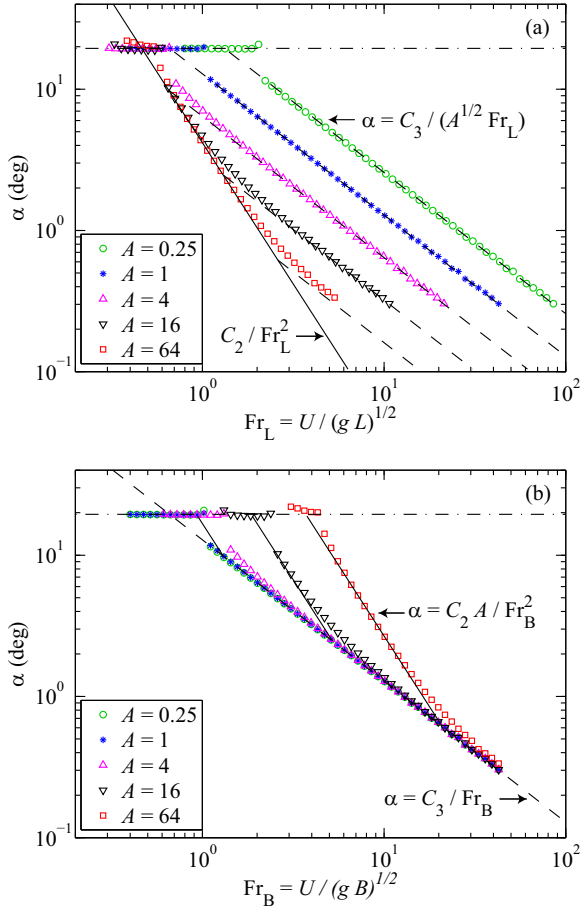 (a)
10¹
10⁰
10⁻¹
α (deg)
α = C₃ / (A^{1/2} Fr_L)
A = 0.25
A = 1
A = 4
A = 16
A = 64
C₂ / Fr_L²
10⁰
10¹
10²
Fr_L = U / (g L)^{1/2}
(b)
10¹
10⁰
10⁻¹
α (deg)
α = C₂ A / Fr_B²
A = 0.25
A = 1
A = 4
A = 16
A = 64
α = C₃ / Fr_B
10⁰
10¹
10²
Fr_B = U / (g B)^{1/2}